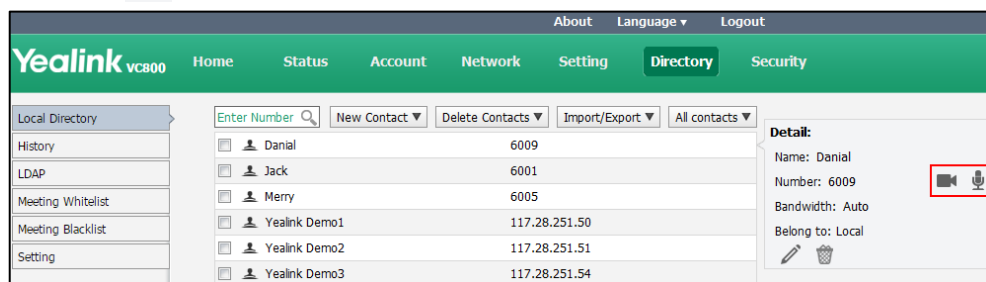 About Language ▾ Logout
Yealink VC800 Home Status Account Network Setting Directory Security
Local Directory
History
LDAP
Meeting Whitelist
Meeting Blacklist
Setting
Enter Number New Contact ▼ Delete Contacts ▼ Import/Export ▼ All contacts ▼
Danial 6009
Jack 6001
Merry 6005
Yealink Demo1 117.28.251.50
Yealink Demo2 117.28.251.51
Yealink Demo3 117.28.251.54
Detail:
Name: Danial
Number: 6009
Bandwidth: Auto
Belong to: Local